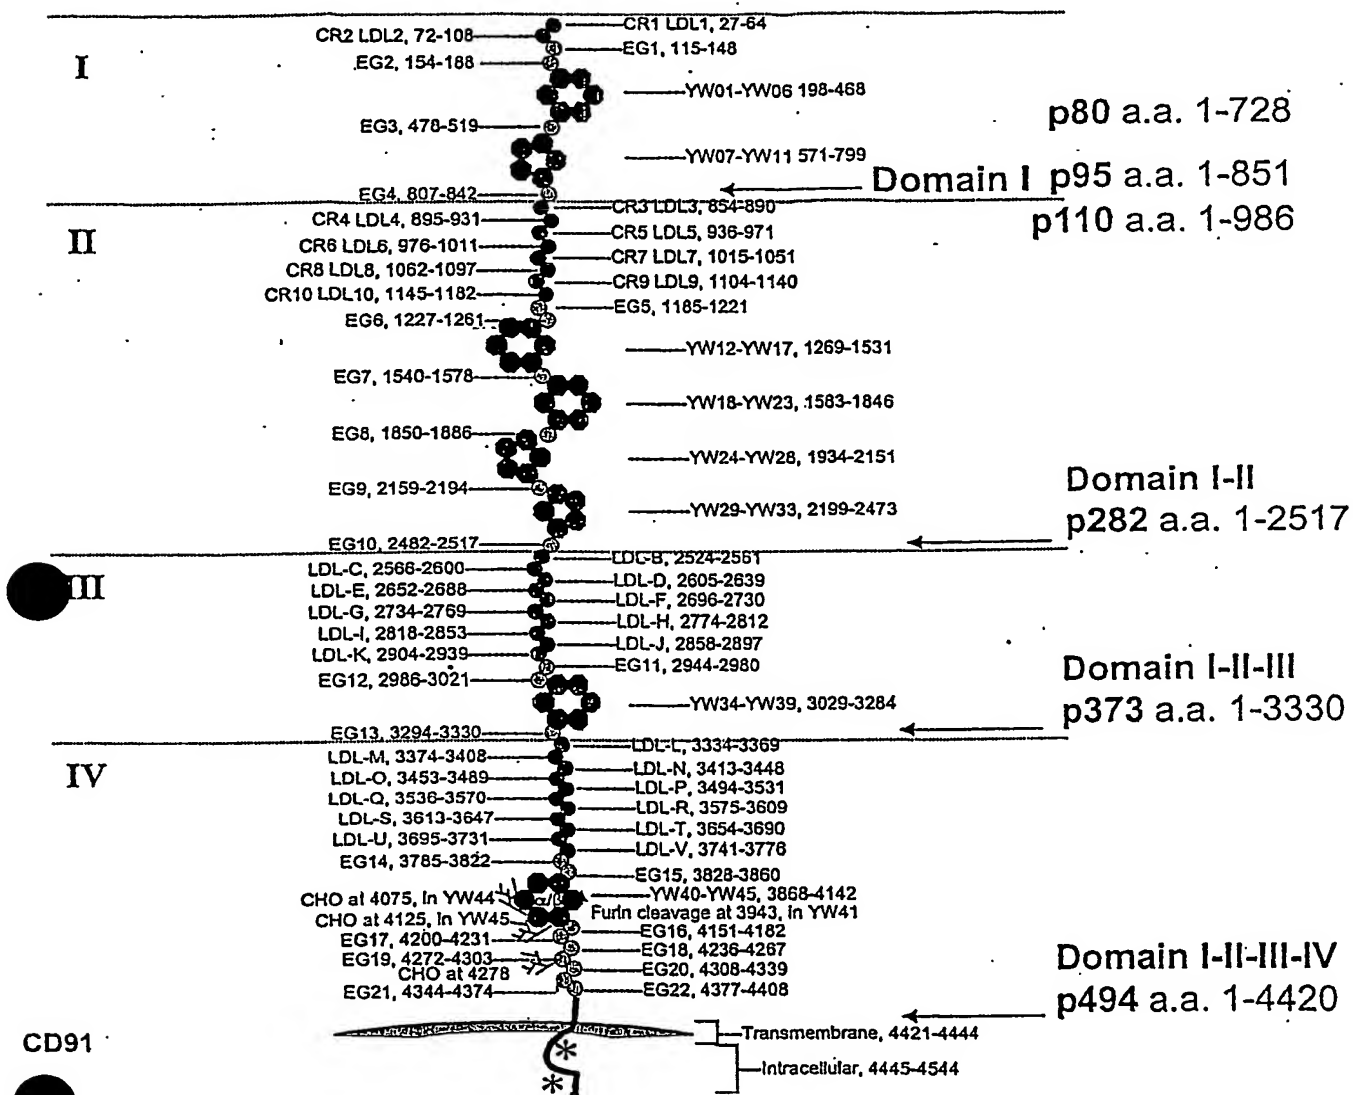 CR1 LDL1, 27-64
CR2 LDL2, 72-108
I
EG1, 115-148
EG2, 154-188
YW01-YW06 198-468
p80 a.a. 1-728
EG3, 478-519
YW07-YW11 571-799
Domain I p95 a.a. 1-851
EG4, 807-842
CR3 LDL3, 854-890
p110 a.a. 1-986
CR4 LDL4, 895-931
II
CR5 LDL5, 936-971
CR6 LDL6, 976-1011
CR7 LDL7, 1015-1051
CR8 LDL8, 1062-1097
CR9 LDL9, 1104-1140
CR10 LDL10, 1145-1182
EG5, 1185-1221
EG6, 1227-1261
YW12-YW17, 1269-1531
EG7, 1540-1578
YW18-YW23, 1583-1846
EG8, 1850-1886
YW24-YW28, 1934-2151
Domain I-II
EG9, 2159-2194
YW29-YW33, 2199-2473
p282 a.a. 1-2517
EG10, 2482-2517
LDL-B, 2524-2561
LDL-C, 2566-2600
III
LDL-D, 2605-2639
LDL-E, 2652-2688
LDL-F, 2696-2730
LDL-G, 2734-2769
LDL-H, 2774-2812
LDL-I, 2818-2853
LDL-J, 2858-2897
LDL-K, 2904-2939
EG11, 2944-2980
Domain I-II-III
EG12, 2986-3021
YW34-YW39, 3029-3284
p373 a.a. 1-3330
EG13, 3294-3330
LDL-L, 3334-3369
LDL-M, 3374-3408
IV
LDL-N, 3413-3448
LDL-O, 3453-3489
LDL-P, 3494-3531
LDL-Q, 3536-3570
LDL-R, 3575-3609
LDL-S, 3613-3647
LDL-T, 3654-3690
LDL-U, 3695-3731
LDL-V, 3741-3778
EG14, 3785-3822
EG15, 3828-3860
CHO at 4075, in YW44
α/β
YW40-YW45, 3868-4142
Furin cleavage at 3943, in YW41
CHO at 4125, in YW45
EG16, 4151-4182
EG17, 4200-4231
EG18, 4236-4267
EG19, 4272-4303
Domain I-II-III-IV
CHO at 4278
EG20, 4308-4339
EG21, 4344-4374
EG22, 4377-4408
p494 a.a. 1-4420
Transmembrane, 4421-4444
CD91
*
Intracellular, 4445-4544
*